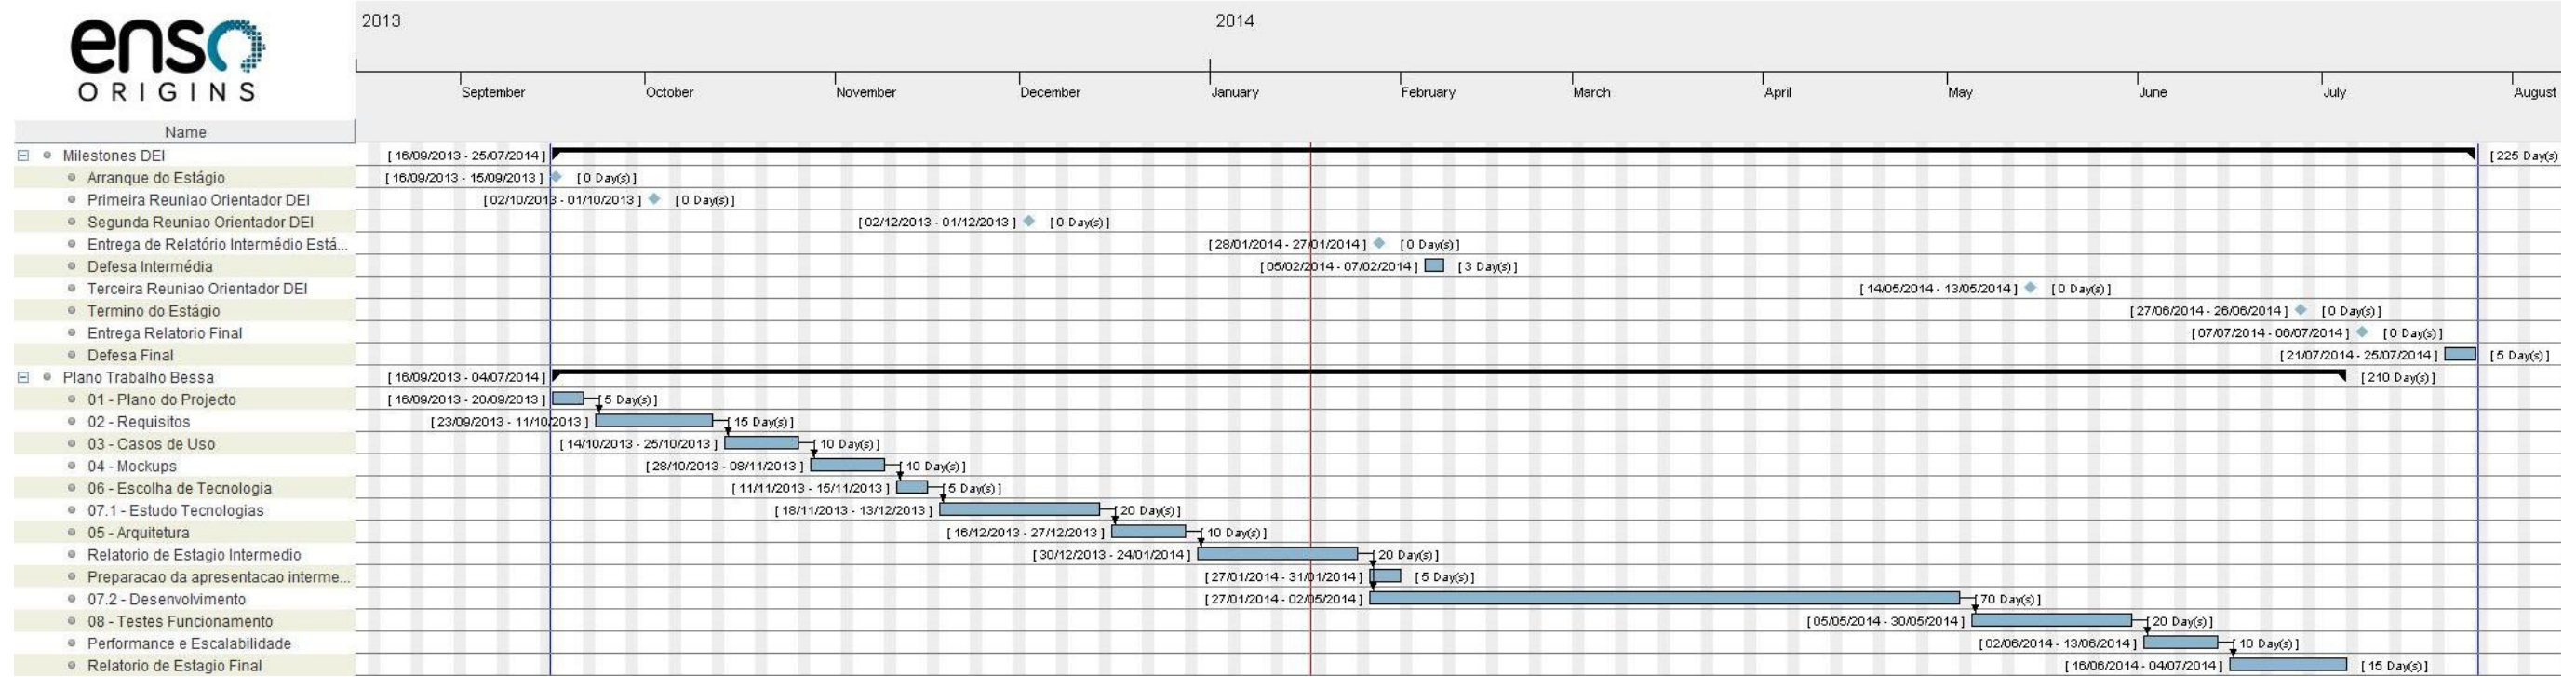 enso
ORIGINS
2013 2014
September October November December January February March April May June July August
Name
Milestones DEI [ 16/09/2013 - 25/07/2014 ] [ 225 Day(s)
Arranque do Estágio [ 16/09/2013 - 15/09/2013 ] [ 0 Day(s) ]
Primeira Reuniao Orientador DEI [ 02/10/2013 - 01/10/2013 ] [ 0 Day(s) ]
Segunda Reuniao Orientador DEI [ 02/12/2013 - 01/12/2013 ] [ 0 Day(s) ]
Entrega de Relatório Intermédio Está... [ 28/01/2014 - 27/01/2014 ] [ 0 Day(s) ]
Defesa Intermédia [ 05/02/2014 - 07/02/2014 ] [ 3 Day(s) ]
Terceira Reuniao Orientador DEI [ 14/05/2014 - 13/05/2014 ] [ 0 Day(s) ]
Termino do Estágio [ 27/06/2014 - 26/06/2014 ] [ 0 Day(s) ]
Entrega Relatorio Final [ 07/07/2014 - 06/07/2014 ] [ 0 Day(s) ]
Defesa Final [ 21/07/2014 - 25/07/2014 ] [ 5 Day(s) ]
Plano Trabalho Bessa [ 16/09/2013 - 04/07/2014 ] [ 210 Day(s) ]
01 - Plano do Projecto [ 16/09/2013 - 20/09/2013 ] [ 5 Day(s) ]
02 - Requisitos [ 23/09/2013 - 11/10/2013 ] [ 15 Day(s) ]
03 - Casos de Uso [ 14/10/2013 - 25/10/2013 ] [ 10 Day(s) ]
04 - Mockups [ 28/10/2013 - 08/11/2013 ] [ 10 Day(s) ]
06 - Escolha de Tecnologia [ 11/11/2013 - 15/11/2013 ] [ 5 Day(s) ]
07.1 - Estudo Tecnologias [ 18/11/2013 - 13/12/2013 ] [ 20 Day(s) ]
05 - Arquitetura [ 16/12/2013 - 27/12/2013 ] [ 10 Day(s) ]
Relatorio de Estagio Intermedio [ 30/12/2013 - 24/01/2014 ] [ 20 Day(s) ]
Preparacao da apresentacao interme... [ 27/01/2014 - 31/01/2014 ] [ 5 Day(s) ]
07.2 - Desenvolvimento [ 27/01/2014 - 02/05/2014 ] [ 70 Day(s) ]
08 - Testes Funcionamento [ 05/05/2014 - 30/05/2014 ] [ 20 Day(s) ]
Performance e Escalabilidade [ 02/06/2014 - 13/06/2014 ] [ 10 Day(s) ]
Relatorio de Estagio Final [ 16/06/2014 - 04/07/2014 ] [ 15 Day(s) ]